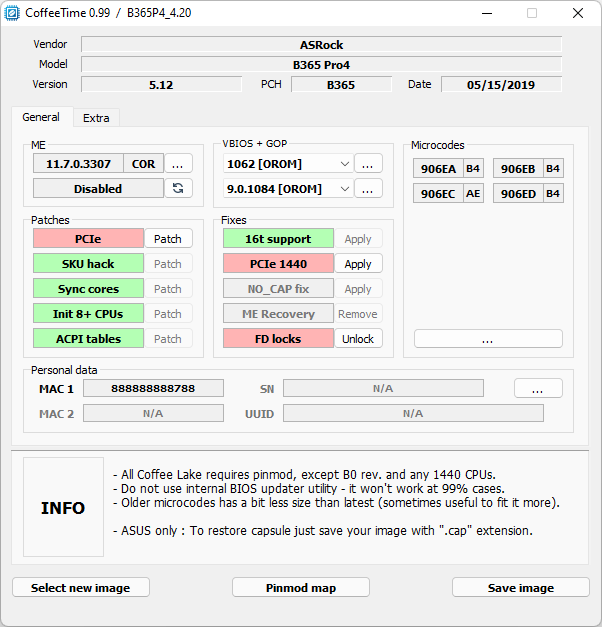 CoffeeTime 0.99 / B365P4_4.20
Vendor ASRock
Model B365 Pro4
Version 5.12 PCH B365 Date 05/15/2019
General Extra
ME VBIOS + GOP Microcodes
11.7.0.3307 COR ... 1062 [OROM] ... 906EA B4 906EB B4
Disabled 9.0.1084 [OROM] ... 906EC AE 906ED B4
Patches Fixes
PCIe Patch 16t support Apply
SKU hack Patch PCIe 1440 Apply
Sync cores Patch NO_CAP fix Apply
Init 8+ CPUs Patch ME Recovery Remove
ACPI tables Patch FD locks Unlock ...
Personal data
MAC 1 888888888788 SN N/A ...
MAC 2 N/A UUID N/A
INFO
- All Coffee Lake requires pinmod, except B0 rev. and any 1440 CPUs.
- Do not use internal BIOS updater utility - it won't work at 99% cases.
- Older microcodes has a bit less size than latest (sometimes useful to fit it more).
- ASUS only : To restore capsule just save your image with ".cap" extension.
Select new image Pinmod map Save image